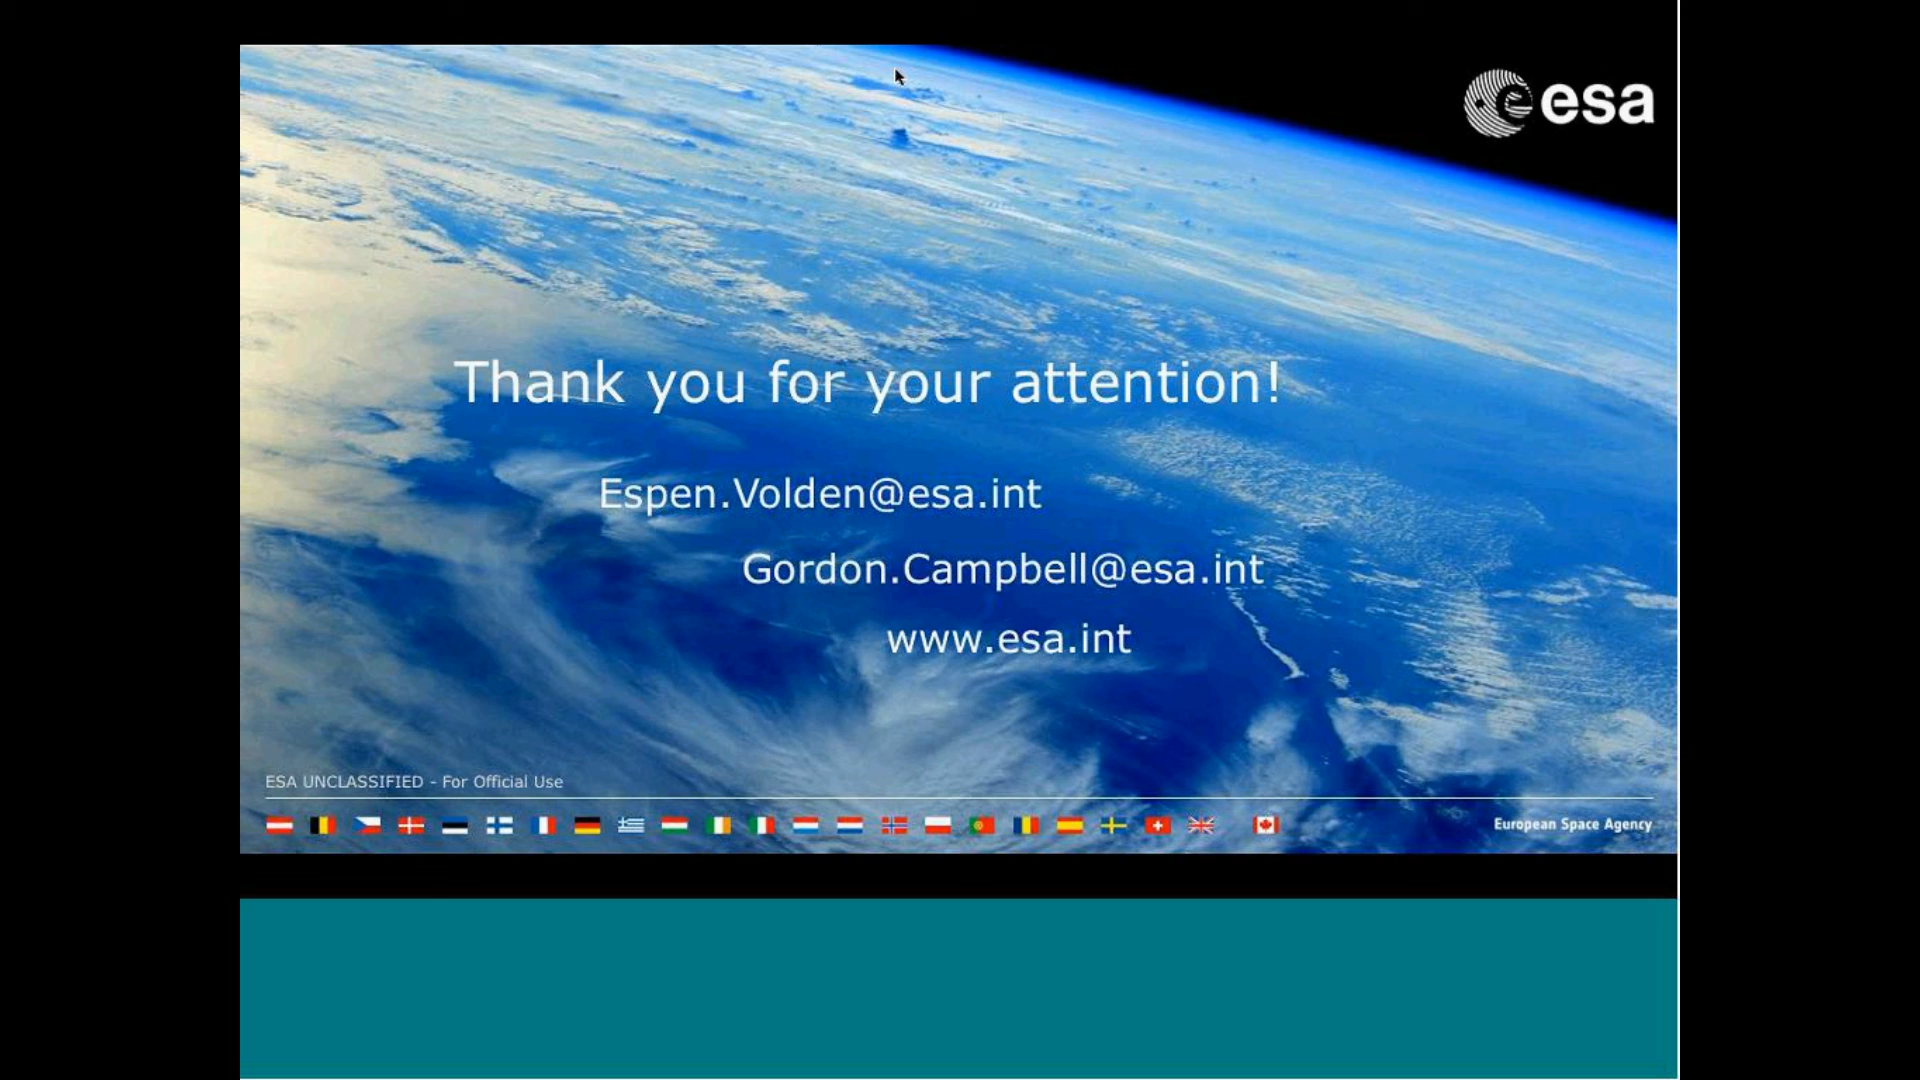 esa
Thank you for your attention!
Espen.Volden@esa.int
Gordon.Campbell@esa.int
www.esa.int
ESA UNCLASSIFIED - For Official Use
European Space Agency